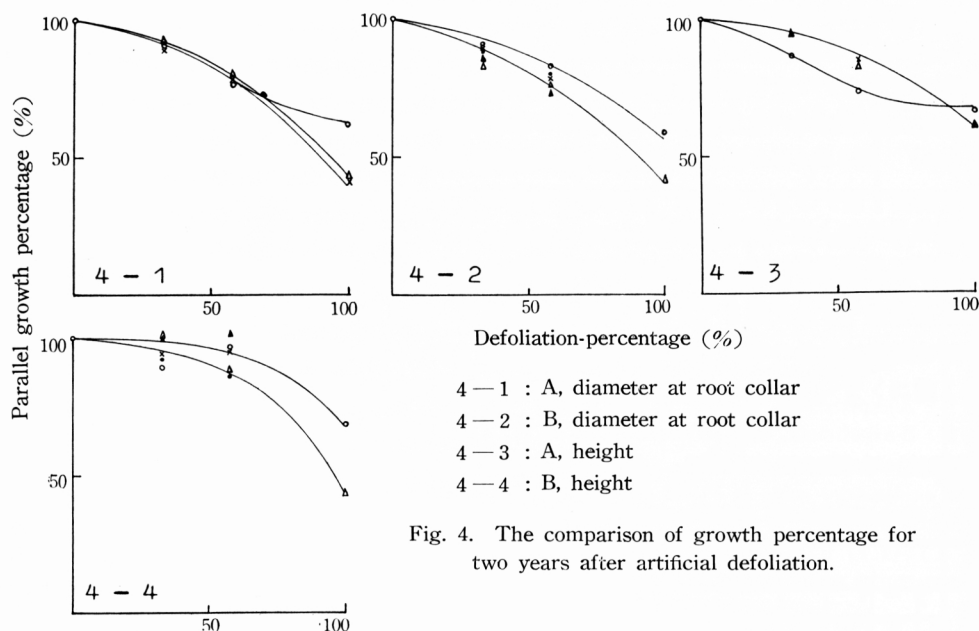 Parallel growth percentage (%)
100
50
4 – 1
50
100
100
50
4 – 2
50
100
100
50
4 – 3
50
100
Defoliation-percentage (%)
100
50
4 – 4
50
100
4 — 1 : A, diameter at root collar
4 — 2 : B, diameter at root collar
4 — 3 : A, height
4 — 4 : B, height
Fig. 4. The comparison of growth percentage for
two years after artificial defoliation.